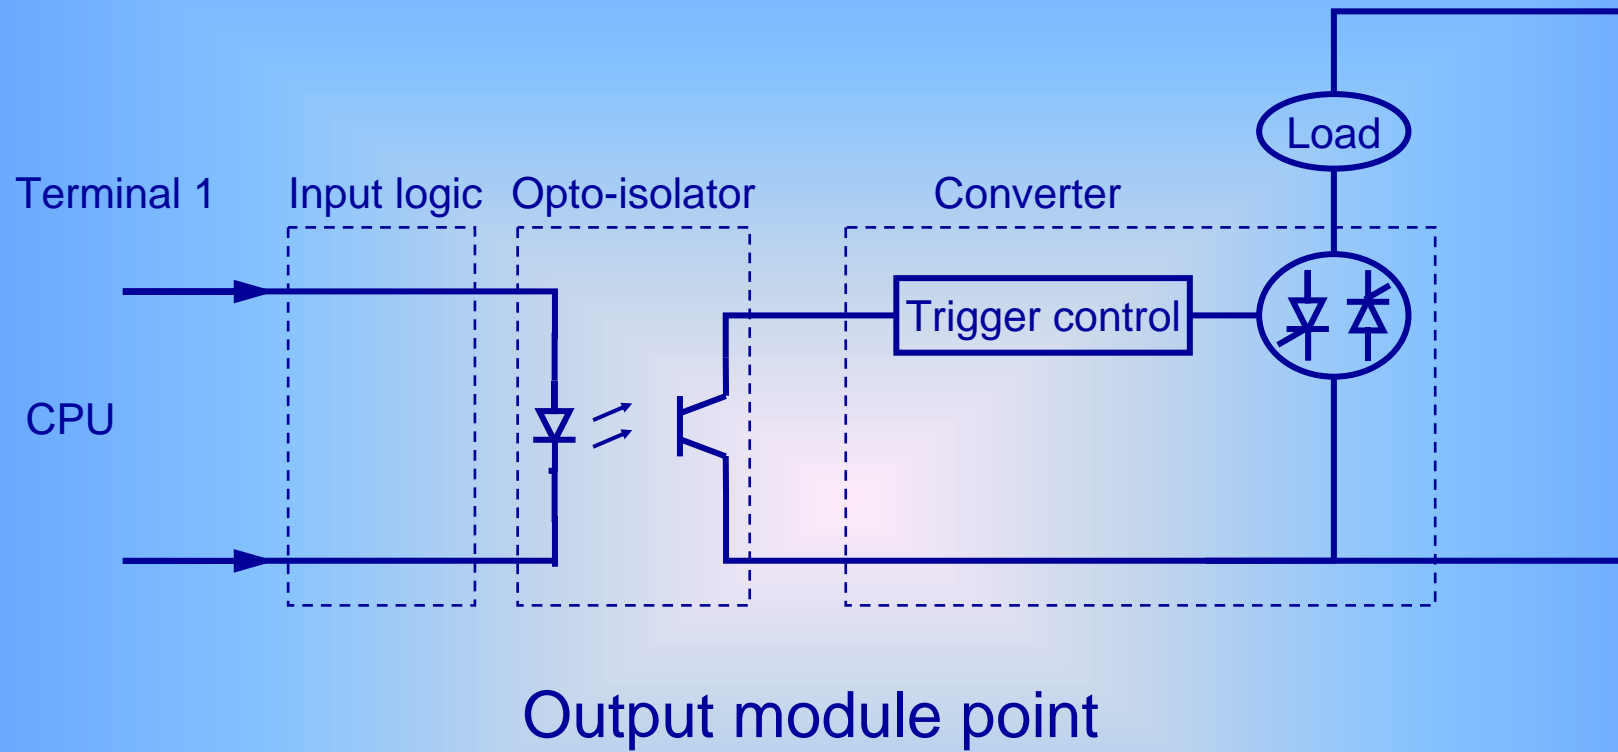 Load
Terminal 1
Input logic
Opto-isolator
Converter
Trigger control
CPU
Output module point